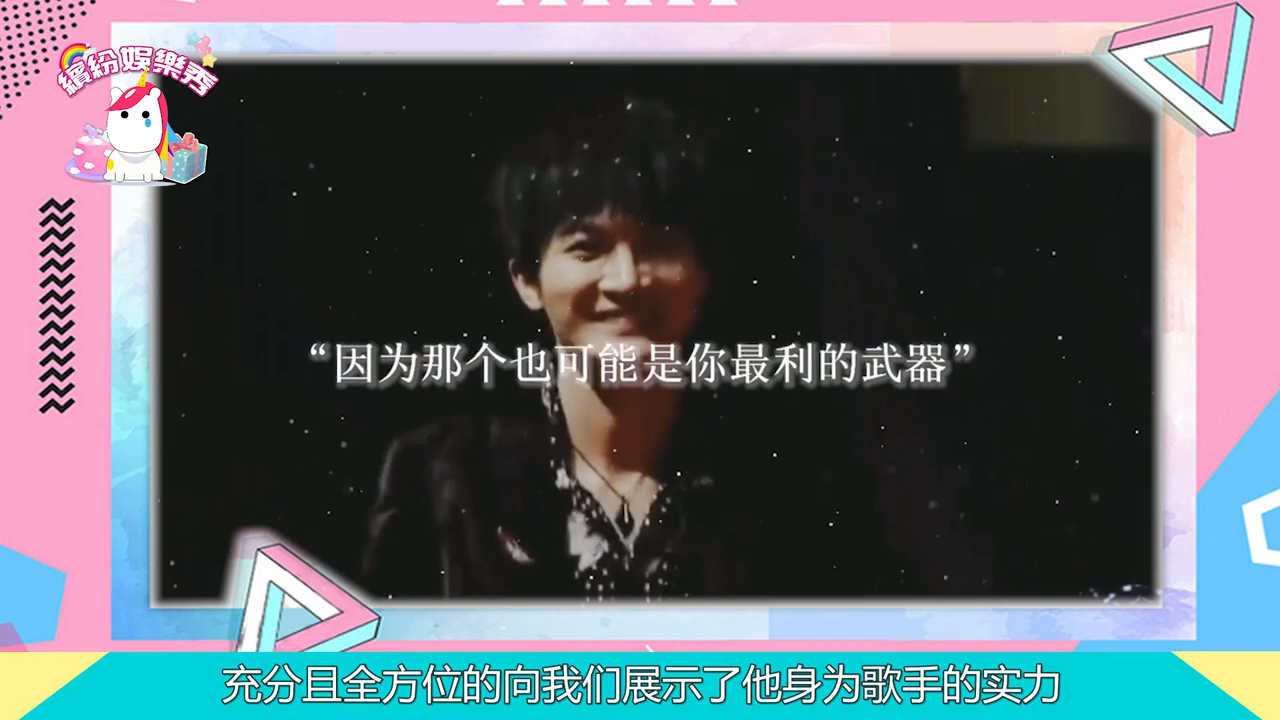 繽紛娛樂秀
“因为那个也可能是你最利的武器”
充分且全方位的向我们展示了他身为歌手的实力